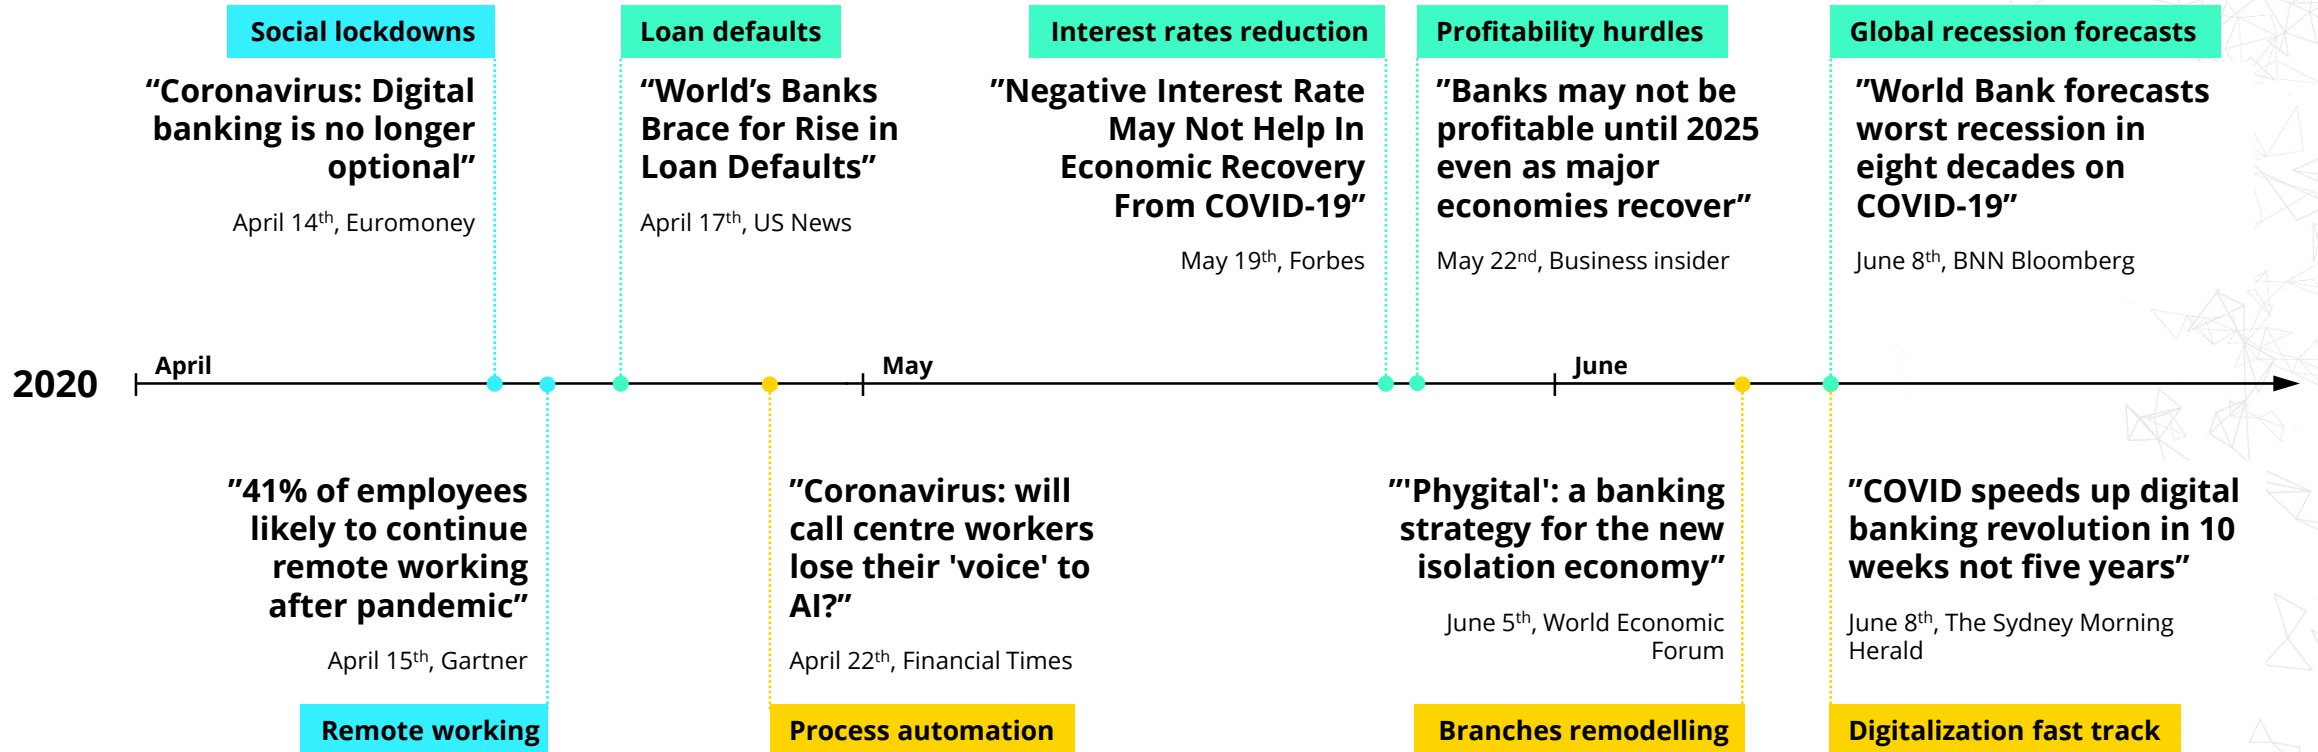 Social lockdowns
“Coronavirus: Digital
banking is no longer
optional”
April 14th, Euromoney
Loan defaults
“World’s Banks
Brace for Rise in
Loan Defaults”
April 17th, US News
Interest rates reduction
”Negative Interest Rate
May Not Help In
Economic Recovery
From COVID-19”
May 19th, Forbes
Profitability hurdles
”Banks may not be
profitable until 2025
even as major
economies recover”
May 22nd, Business insider
Global recession forecasts
”World Bank forecasts
worst recession in
eight decades on
COVID-19”
June 8th, BNN Bloomberg
2020
April
May
June
”41% of employees
likely to continue
remote working
after pandemic”
April 15th, Gartner
Remote working
”Coronavirus: will
call centre workers
lose their 'voice' to
AI?”
April 22th, Financial Times
Process automation
”'Phygital': a banking
strategy for the new
isolation economy”
June 5th, World Economic
Forum
Branches remodelling
”COVID speeds up digital
banking revolution in 10
weeks not five years”
June 8th, The Sydney Morning
Herald
Digitalization fast track